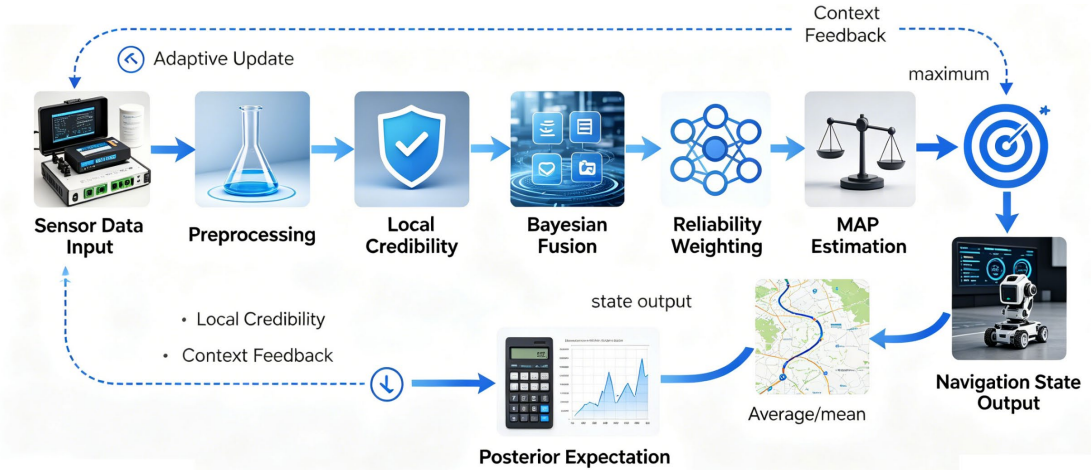 Context
Feedback
Adaptive Update
maximum
Sensor Data
Input
Preprocessing
Local
Credibility
Bayesian
Fusion
Reliability
Weighting
MAP
Estimation
• Local Credibility
• Context Feedback
state output
Average/mean
Navigation State
Output
Posterior Expectation